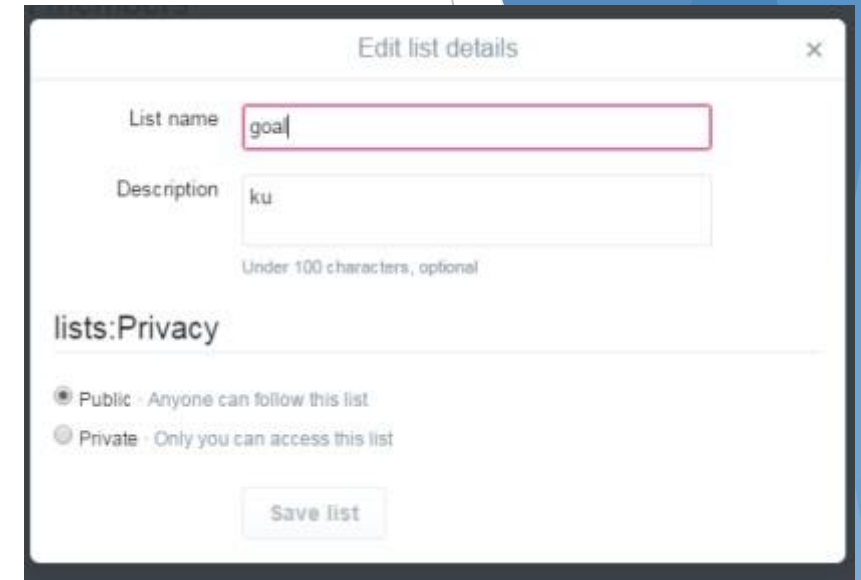 members
Edit list details ×
List name goal
Description ku
Under 100 characters, optional
lists:Privacy
Public · Anyone can follow this list
Private · Only you can access this list
Save list